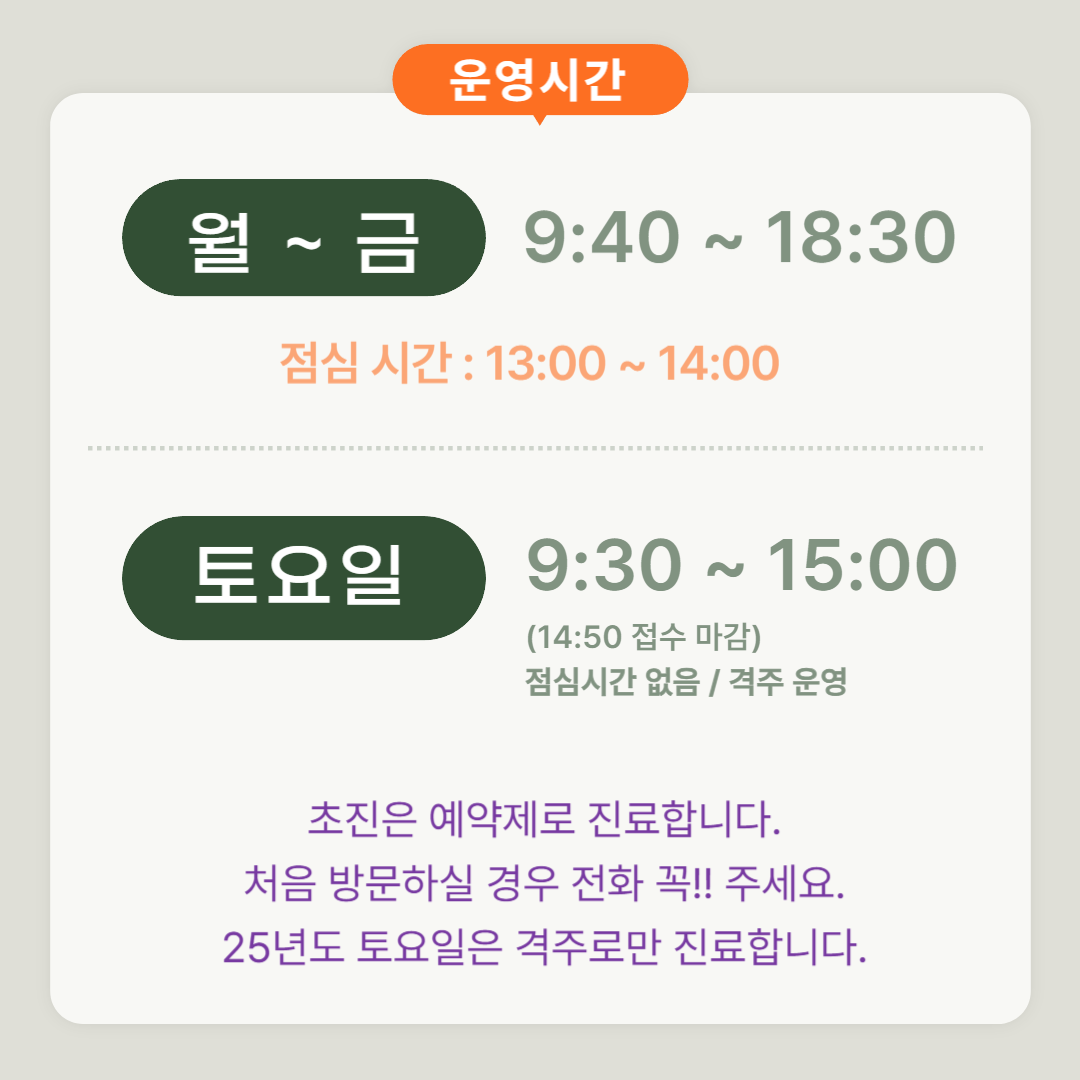 운영시간
월 ~ 금
9:40 ~ 18:30
점심 시간 : 13:00 ~ 14:00
토요일
9:30 ~ 15:00
(14:50 접수 마감)
점심시간 없음 / 격주 운영
초진은 예약제로 진료합니다.
처음 방문하실 경우 전화 꼭!! 주세요.
25년도 토요일은 격주로만 진료합니다.